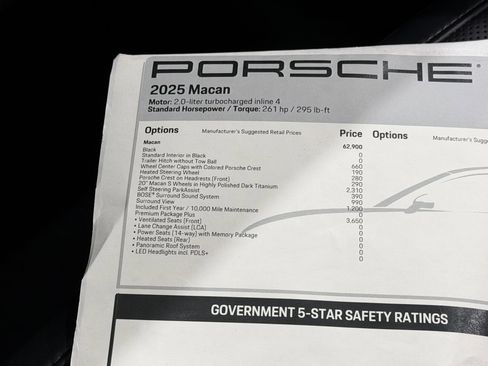 PORSCHE
2025 Macan
Motor: 2.0-liter turbocharged inline 4
Standard Horsepower / Torque: 261 hp / 295 lb-ft
Options Manufacturer's Suggested Retail Prices Price Options Manufacturer's Sugge
Macan 62,900
Black 0
Standard Interior in Black 0
Trailer Hitch without Tow Ball 660
Wheel Center Caps with Colored Porsche Crest 190
Heated Steering Wheel 280
Porsche Crest on Headrests (Front) 290
20" Macan S Wheels in Highly Polished Dark Titanium 2,310
Self Steering ParkAssist 390
BOSE® Surround Sound System 990
Surround View 1,200
Included First Year / 10,000 Mile Maintenance 0
Premium Package Plus 3,650
• Ventilated Seats (Front) 0
• Lane Change Assist (LCA) 0
• Power Seats (14-way) with Memory Package 0
• Heated Seats (Rear) 0
• Panoramic Roof System 0
• LED Headlights incl. PDLS+ 0
GOVERNMENT 5-STAR SAFETY RATINGS